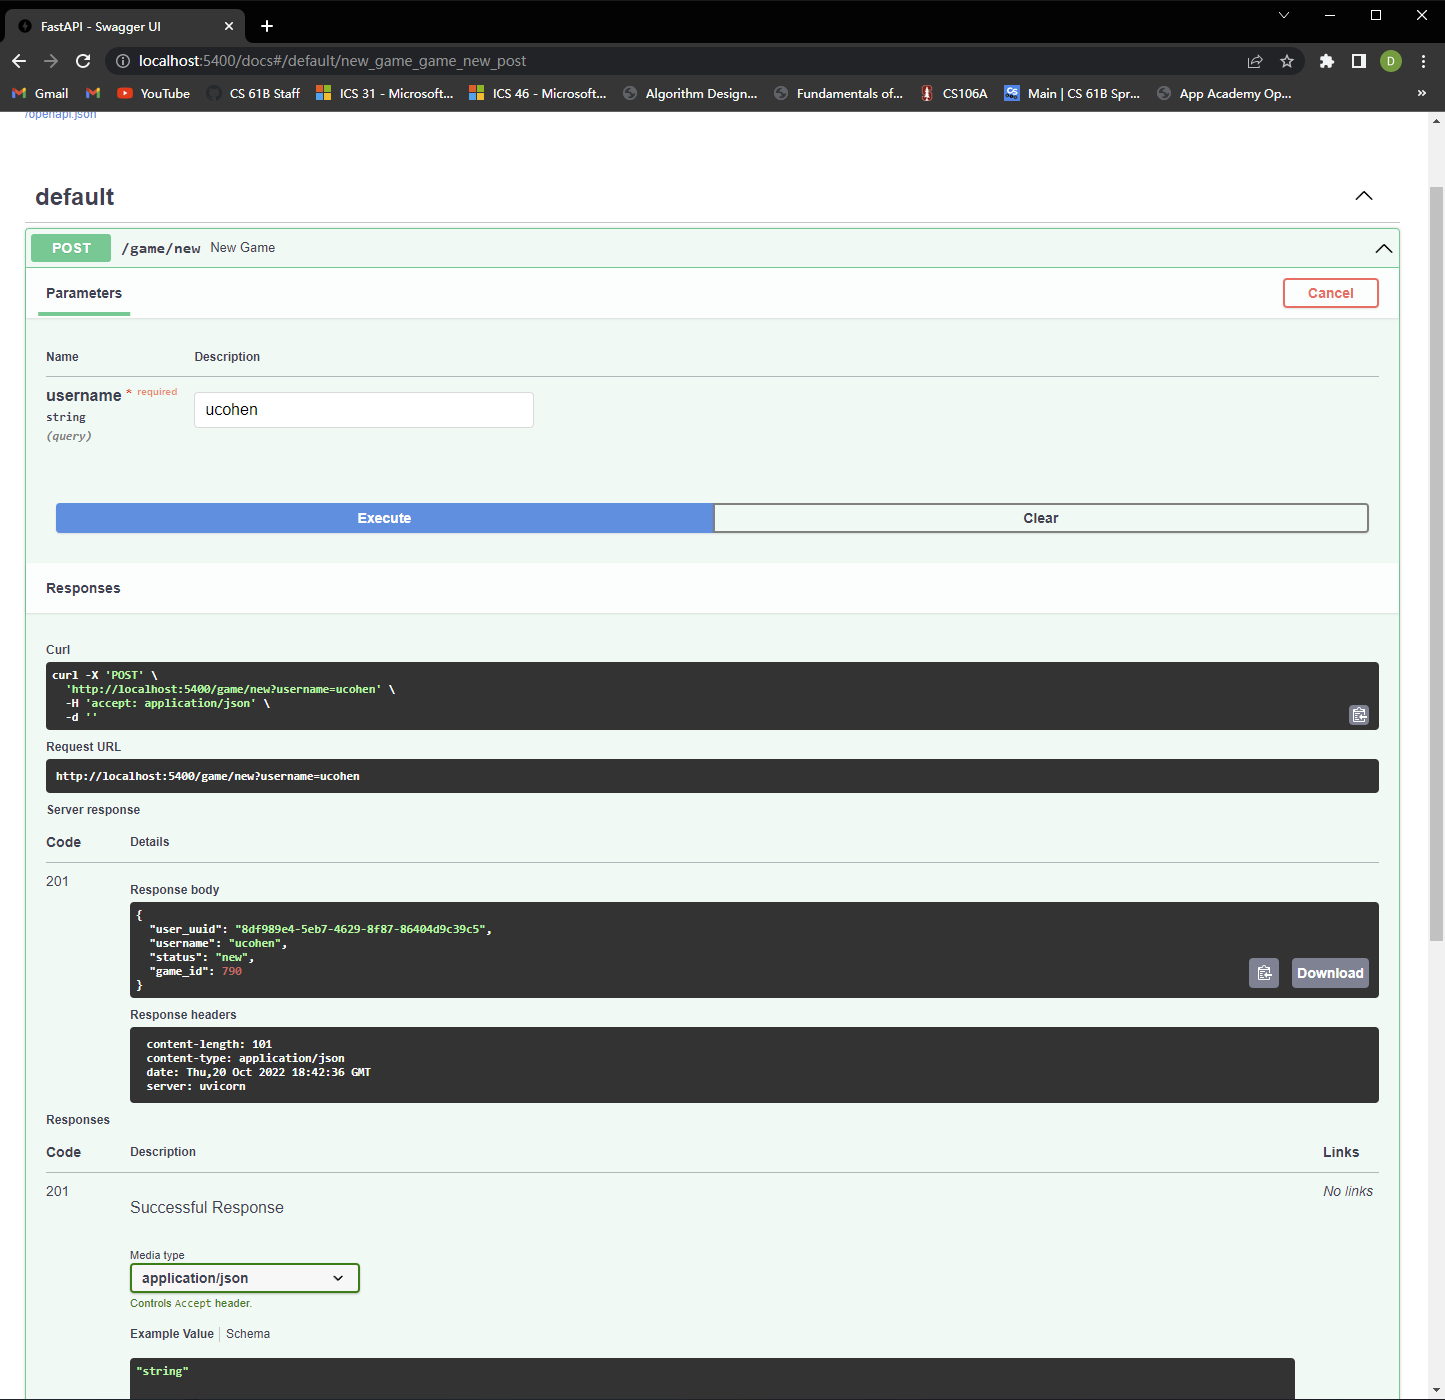 FastAPI - Swagger UI
localhost:5400/docs#/default/new_game_game_new_post
D
Gmail
YouTube
CS 61B Staff
ICS 31 - Microsoft...
ICS 46 - Microsoft...
Algorithm Design...
Fundamentals of...
CS106A
Main | CS 61B Spr...
App Academy Op...
»
/openapi.json
default
POST /game/new New Game
Parameters
Cancel
Name Description
username * required
string
(query)
ucohen
Execute
Clear
Responses
Curl
curl -X 'POST' \
'http://localhost:5400/game/new?username=ucohen' \
-H 'accept: application/json' \
-d ''
Request URL
http://localhost:5400/game/new?username=ucohen
Server response
Code Details
201
Response body
{
"user_uuid": "8df989e4-5eb7-4629-8f87-86404d9c39c5",
"username": "ucohen",
"status": "new",
"game_id": 790
}
Download
Response headers
content-length: 101
content-type: application/json
date: Thu,20 Oct 2022 18:42:36 GMT
server: uvicorn
Responses
Code Description Links
201
Successful Response
No links
Media type
application/json
Controls Accept header.
Example Value Schema
"string"